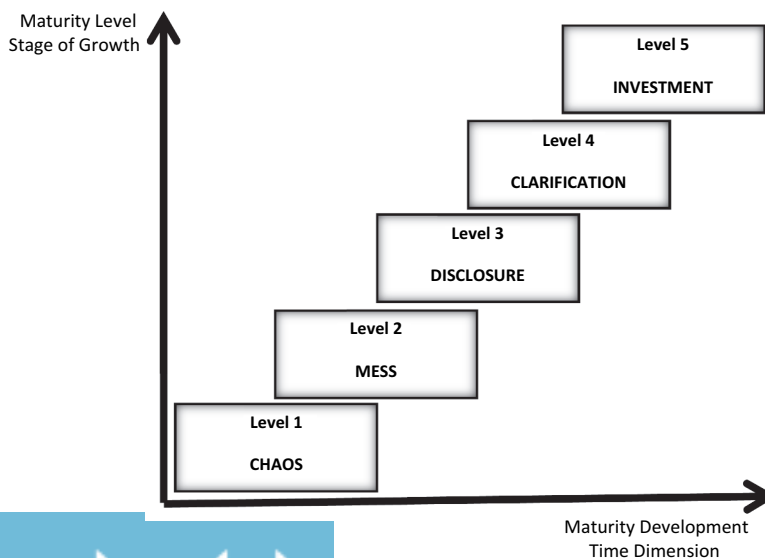 Maturity Level
Stage of Growth
Level 5
INVESTMENT
Level 4
CLARIFICATION
Level 3
DISCLOSURE
Level 2
MESS
Level 1
CHAOS
Maturity Development
Time Dimension